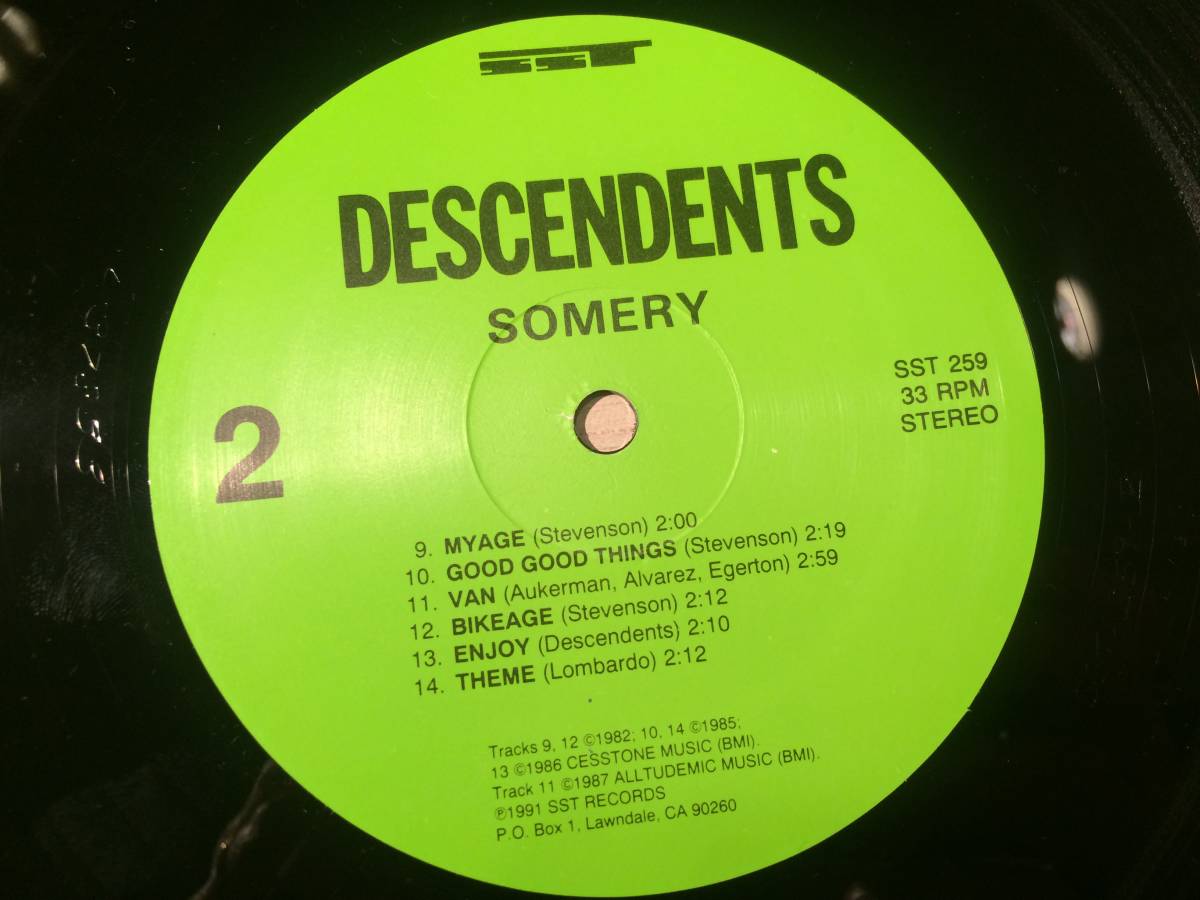 SST
DESCENDENTS
SOMERY
SST 259
33 RPM
STEREO
2
9. MYAGE (Stevenson) 2:00
10. GOOD GOOD THINGS (Stevenson) 2:19
11. VAN (Aukerman, Alvarez, Egerton) 2:59
12. BIKEAGE (Stevenson) 2:12
13. ENJOY (Descendents) 2:10
14. THEME (Lombardo) 2:12
Tracks 9, 12 ©1982; 10, 14 ©1985;
13 ©1986 CESSTONE MUSIC (BMI).
Track 11 ©1987 ALLTUDEMIC MUSIC (BMI).
℗1991 SST RECORDS
P.O. Box 1, Lawndale, CA 90260